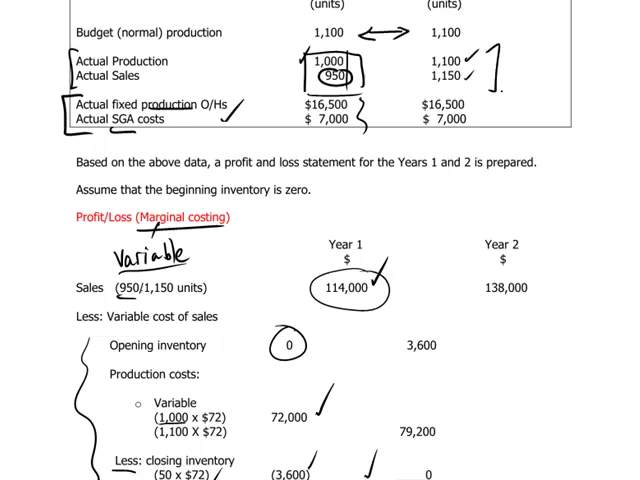 (units) (units)
Budget (normal) production 1,100 1,100
Actual Production 1,000 1,100
Actual Sales 950 1,150
Actual fixed production O/Hs $16,500 $16,500
Actual SGA costs $ 7,000 $ 7,000
Based on the above data, a profit and loss statement for the Years 1 and 2 is prepared.
Assume that the beginning inventory is zero.
Profit/Loss (Marginal costing)
Variable
Year 1 Year 2
$ $
Sales (950/1,150 units) 114,000 138,000
Less: Variable cost of sales
Opening inventory 0 3,600
Production costs:
o Variable
(1,000 x $72) 72,000
(1,100 X $72) 79,200
Less: closing inventory
(50 x $72) (3,600) 0